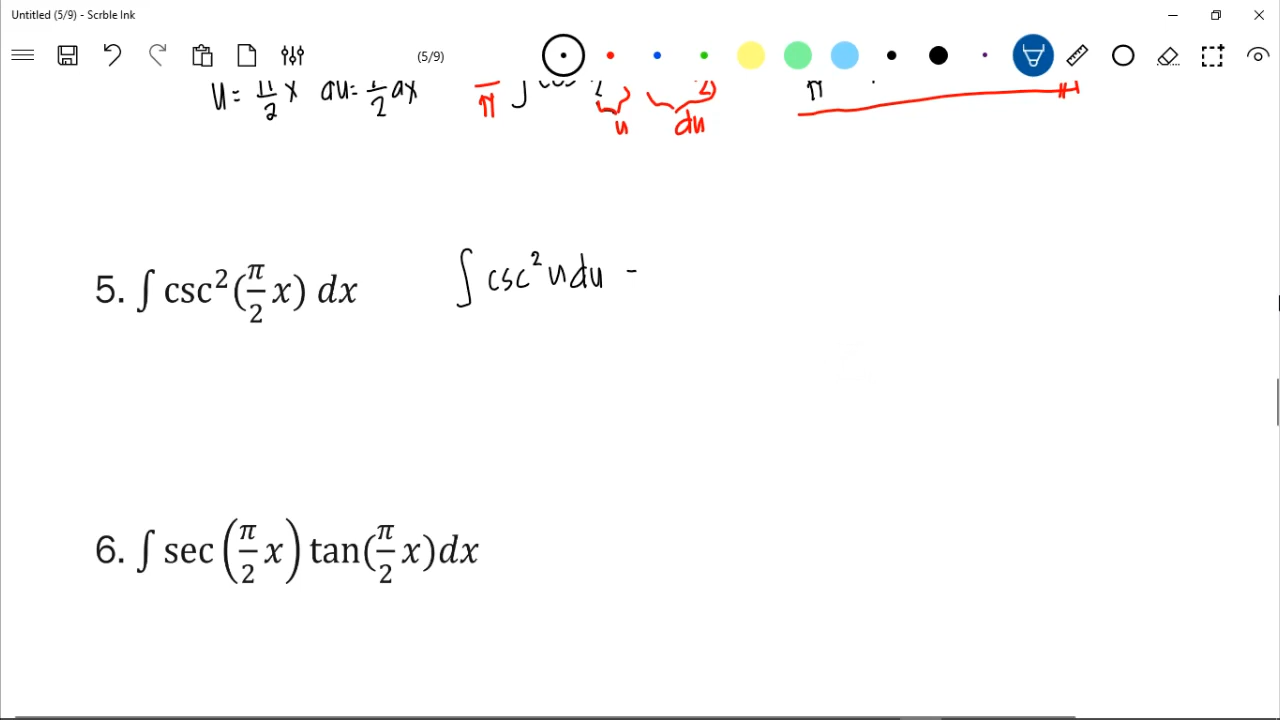 Untitled (5/9) - Scrble Ink
(5/9)
u = π/2 x du = π/2 dx
π
u
du
π
5. ∫ csc²(π/2 x) dx
∫ csc² u du =
6. ∫ sec (π/2 x) tan(π/2 x)dx